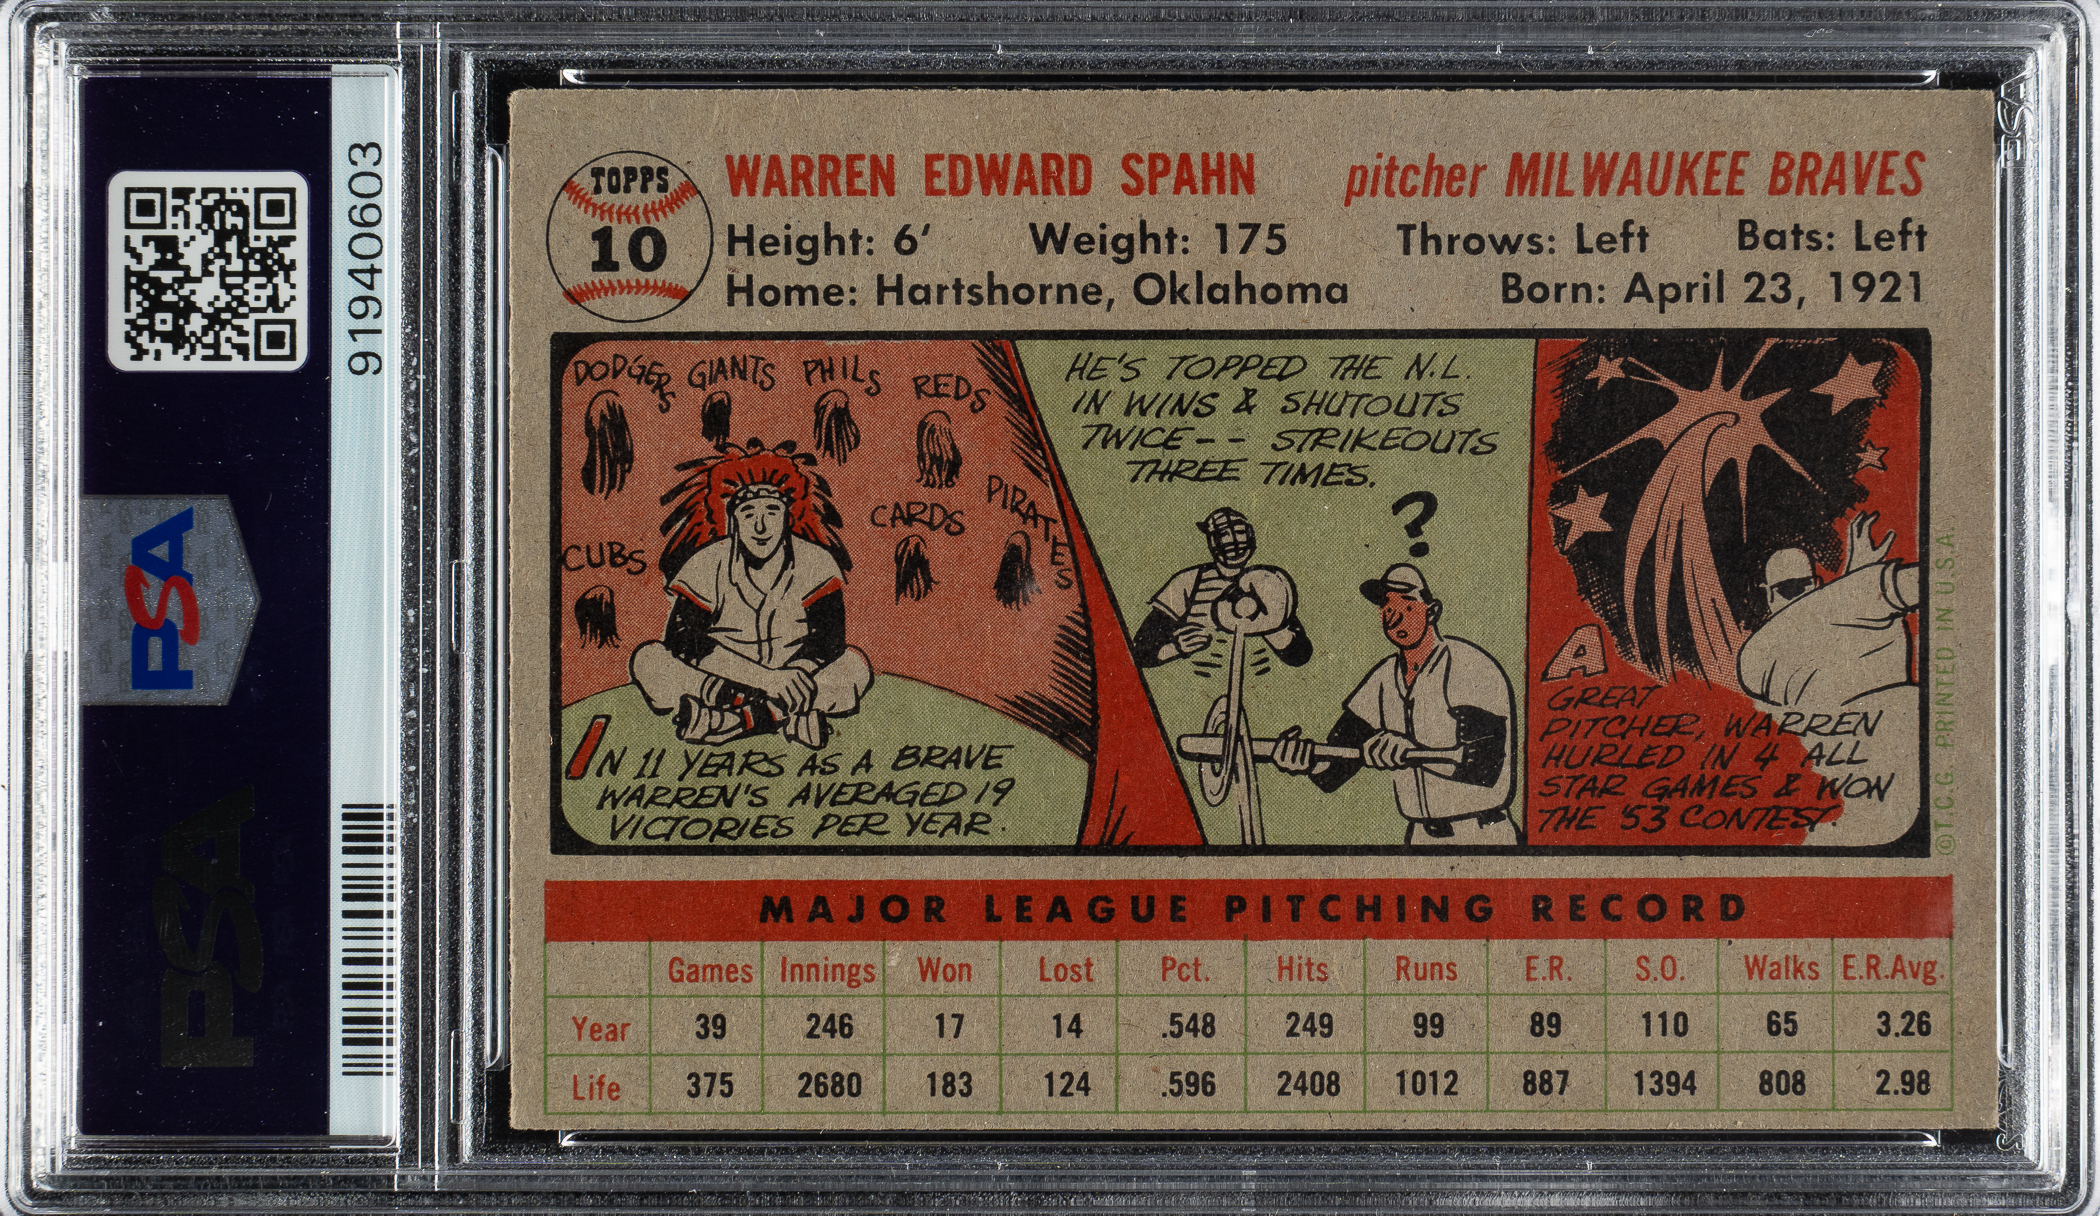 91940603
PSA
PSA
TOPPS
10
WARREN EDWARD SPAHN
pitcher MILWAUKEE BRAVES
Height: 6' Weight: 175 Throws: Left Bats: Left
Home: Hartshorne, Oklahoma Born: April 23, 1921
DODGERS GIANTS PHILS REDS
CUBS CARDS PIRATES
IN 11 YEARS AS A BRAVE
WARREN'S AVERAGED 19
VICTORIES PER YEAR.
HE'S TOPPED THE N.L.
IN WINS & SHUTOUTS
TWICE-- STRIKEOUTS
THREE TIMES.
?
A
GREAT
PITCHER, WARREN
HURLED IN 4 ALL
STAR GAMES & WON
THE '53 CONTEST.
©T.C.G. PRINTED IN U.S.A.
MAJOR LEAGUE PITCHING RECORD
Games Innings Won Lost Pct. Hits Runs E.R. S.O. Walks E.R.Avg.
Year 39 246 17 14 .548 249 99 89 110 65 3.26
Life 375 2680 183 124 .596 2408 1012 887 1394 808 2.98
PSA